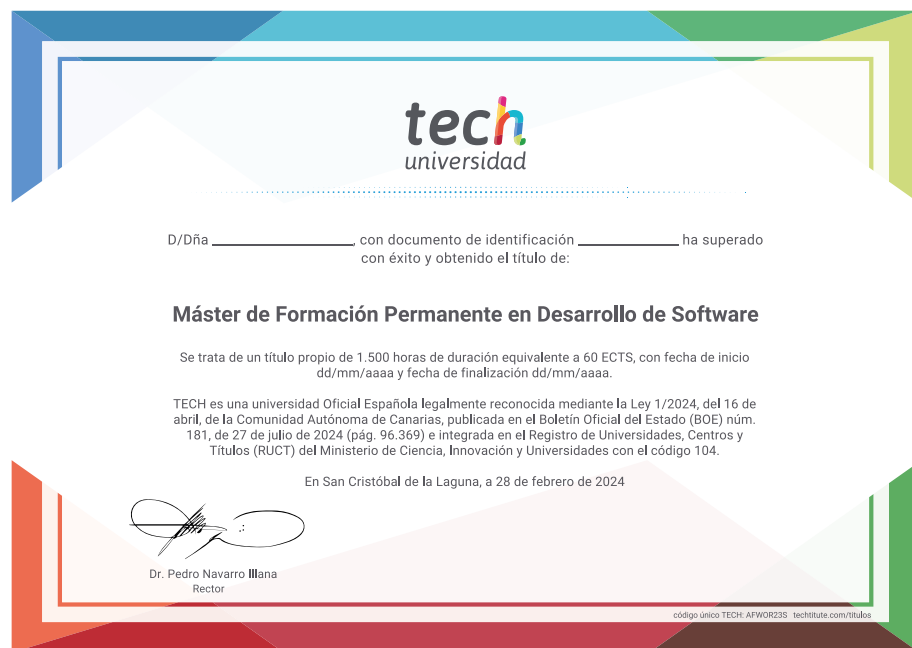 tech
universidad
D/Dña ______________, con documento de identificación __________ ha superado
con éxito y obtenido el título de:
Máster de Formación Permanente en Desarrollo de Software
Se trata de un título propio de 1.500 horas de duración equivalente a 60 ECTS, con fecha de inicio
dd/mm/aaaa y fecha de finalización dd/mm/aaaa.
TECH es una universidad Oficial Española legalmente reconocida mediante la Ley 1/2024, del 16 de
abril, de la Comunidad Autónoma de Canarias, publicada en el Boletín Oficial del Estado (BOE) núm.
181, de 27 de julio de 2024 (pág. 96.369) e integrada en el Registro de Universidades, Centros y
Títulos (RUCT) del Ministerio de Ciencia, Innovación y Universidades con el código 104.
En San Cristóbal de la Laguna, a 28 de febrero de 2024
Dr. Pedro Navarro Illana
Rector
código único TECH: AFWOR23S techtitute.com/titulos